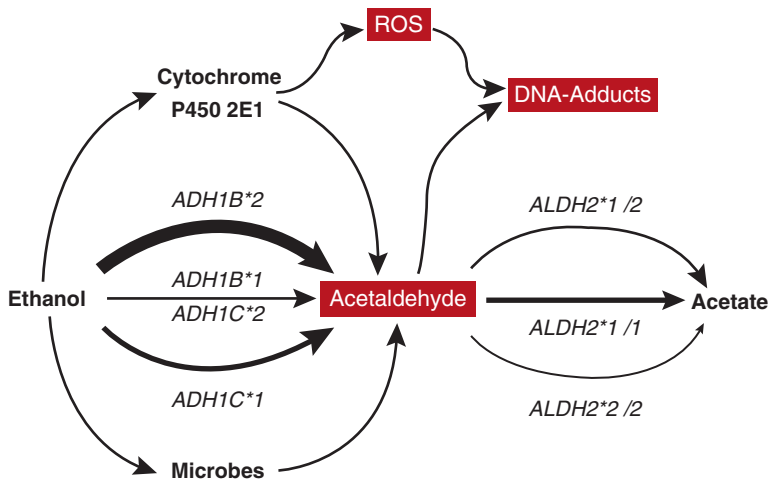 ROS
Cytochrome
P450 2E1
DNA-Adducts
ADH1B*2
ALDH2*1 /2
ADH1B*1
Ethanol
Acetaldehyde
Acetate
ADH1C*2
ALDH2*1 /1
ADH1C*1
ALDH2*2 /2
Microbes